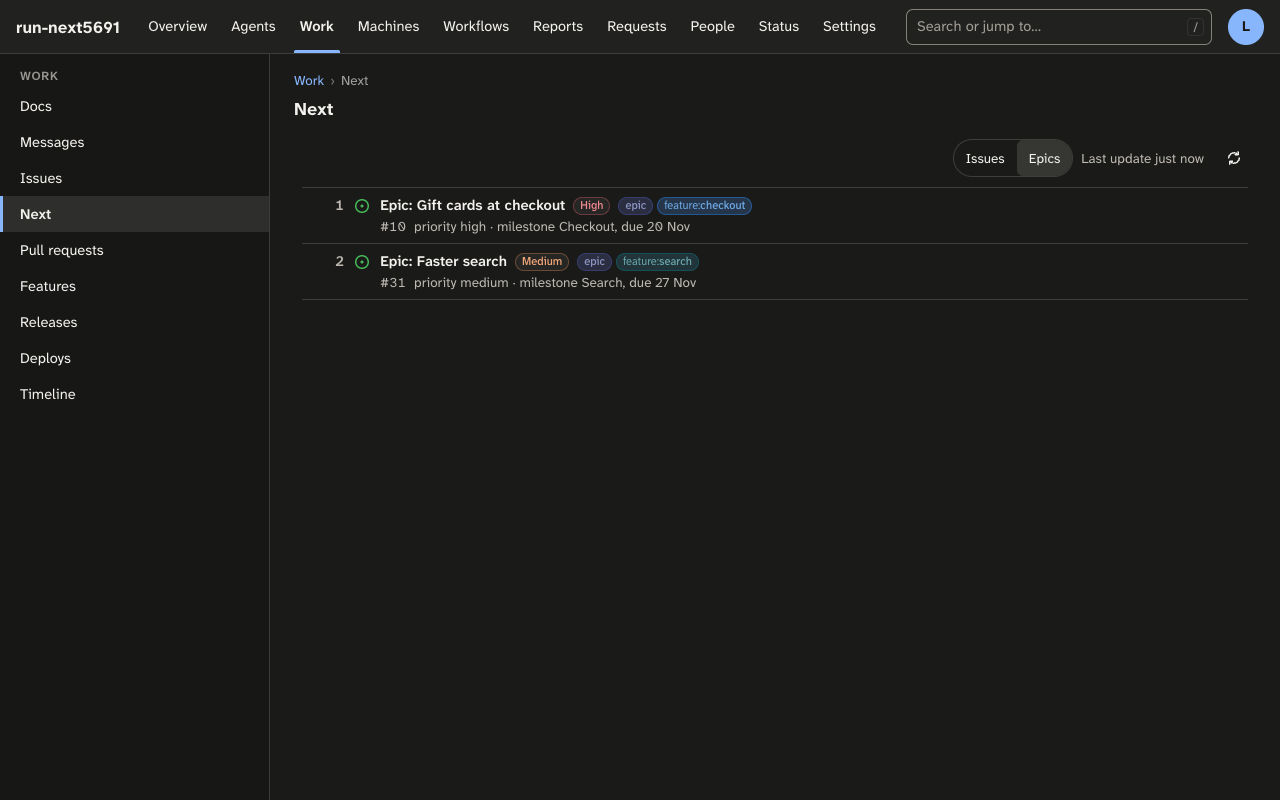 run-next5691 Overview Agents Work Machines Workflows Reports Requests People Status Settings Search or jump to... / L
WORK
Docs
Messages
Issues
Next
Pull requests
Features
Releases
Deploys
Timeline
Work › Next
Next
Issues Epics Last update just now
1 Epic: Gift cards at checkout High epic feature:checkout
#10 priority high · milestone Checkout, due 20 Nov
2 Epic: Faster search Medium epic feature:search
#31 priority medium · milestone Search, due 27 Nov